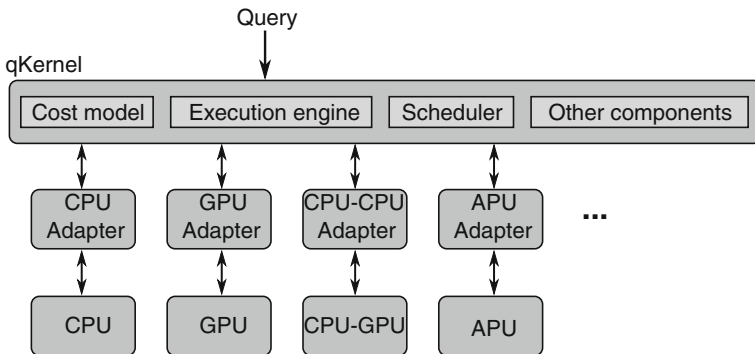 Query
qKernel
Cost model
Execution engine
Scheduler
Other components
CPU
Adapter
GPU
Adapter
CPU-CPU
Adapter
APU
Adapter
...
CPU
GPU
CPU-GPU
APU